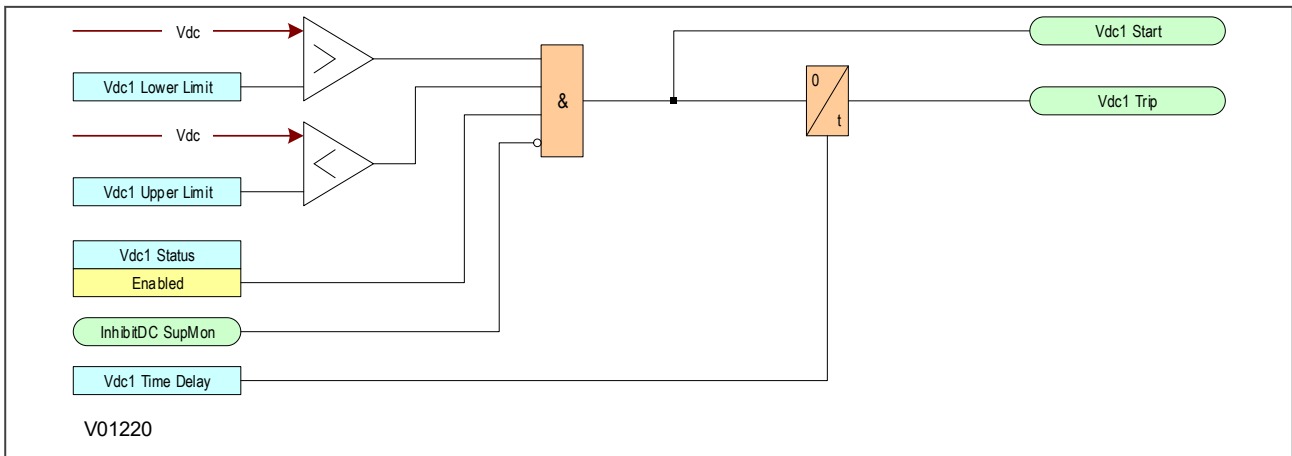 Vdc
Vdc1 Start
Vdc1 Lower Limit
&
0
t
Vdc1 Trip
Vdc
Vdc1 Upper Limit
Vdc1 Status
Enabled
InhibitDC SupMon
Vdc1 Time Delay
V01220